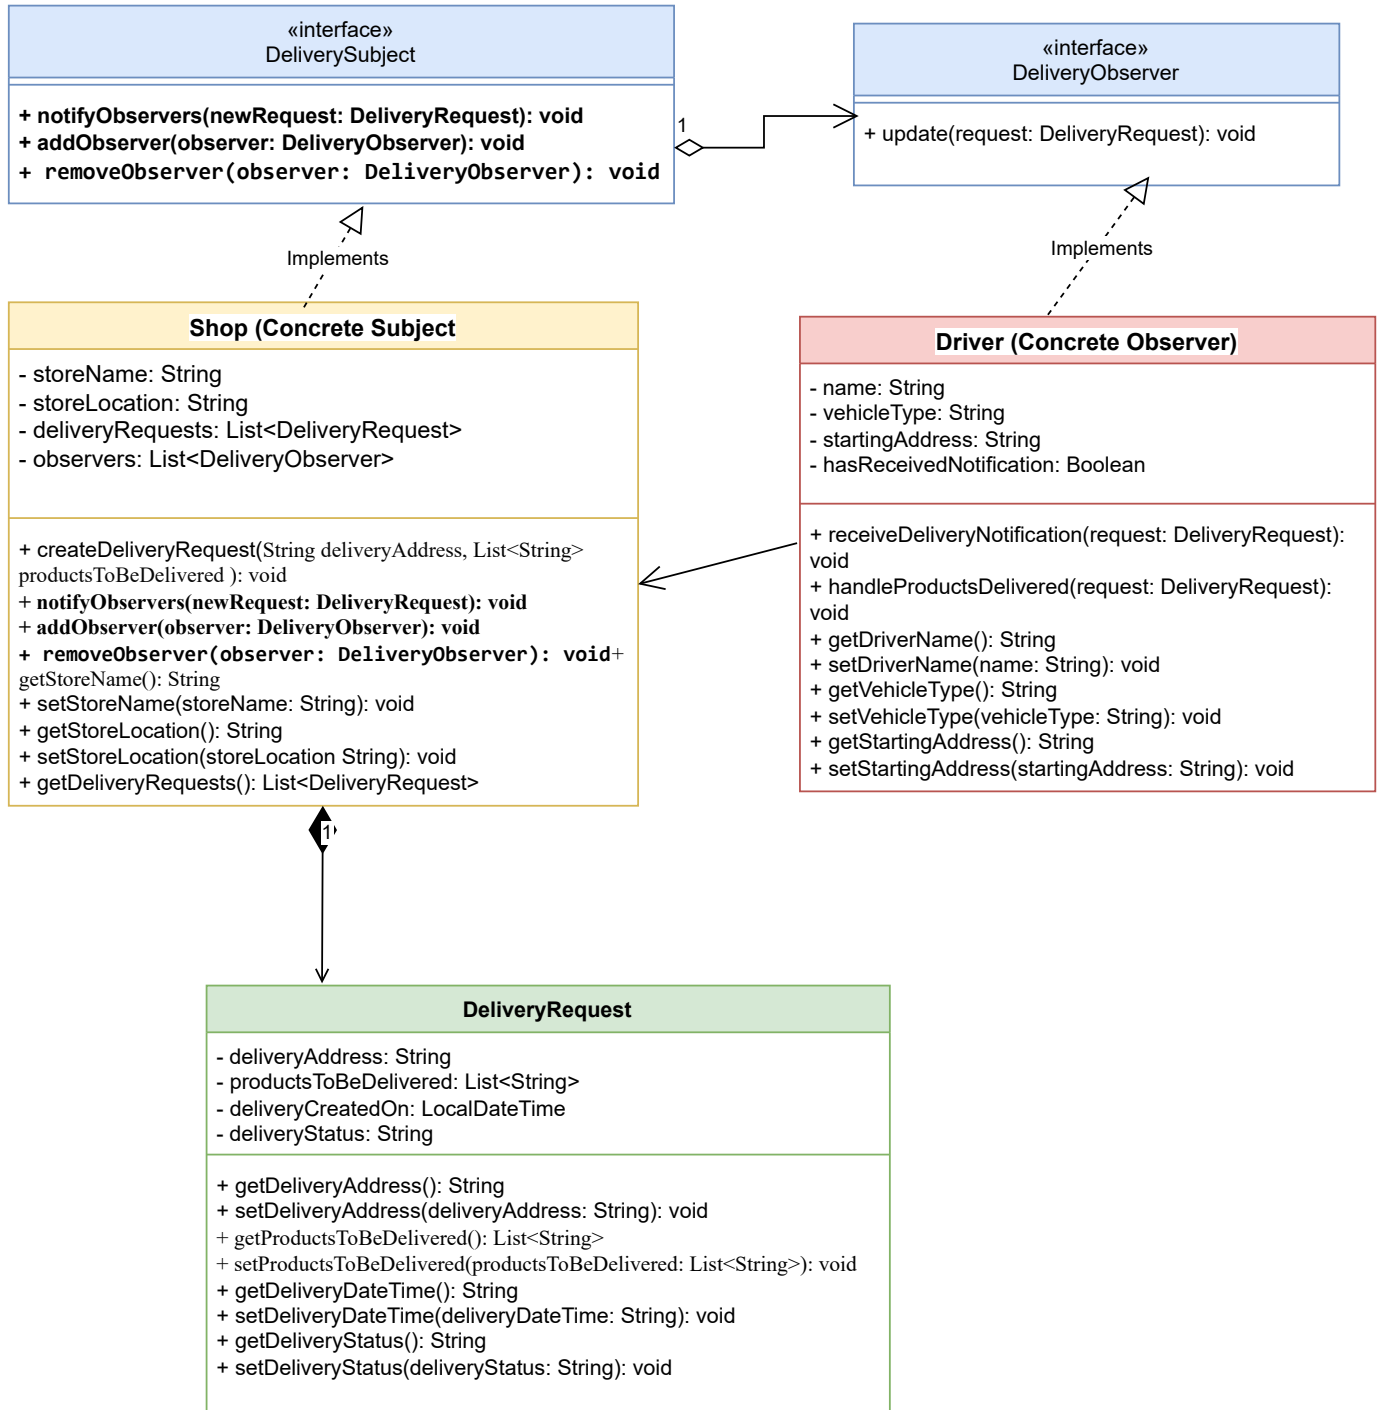 «interface»
DeliverySubject
+ notifyObservers(newRequest: DeliveryRequest): void
+ addObserver(observer: DeliveryObserver): void
+ removeObserver(observer: DeliveryObserver): void
1
«interface»
DeliveryObserver
+ update(request: DeliveryRequest): void
Implements
Implements
Shop (Concrete Subject
- storeName: String
- storeLocation: String
- deliveryRequests: List<DeliveryRequest>
- observers: List<DeliveryObserver>
+ createDeliveryRequest(String deliveryAddress, List<String>
productsToBeDelivered ): void
+ notifyObservers(newRequest: DeliveryRequest): void
+ addObserver(observer: DeliveryObserver): void
+ removeObserver(observer: DeliveryObserver): void+
getStoreName(): String
+ setStoreName(storeName: String): void
+ getStoreLocation(): String
+ setStoreLocation(storeLocation String): void
+ getDeliveryRequests(): List<DeliveryRequest>
Driver (Concrete Observer)
- name: String
- vehicleType: String
- startingAddress: String
- hasReceivedNotification: Boolean
+ receiveDeliveryNotification(request: DeliveryRequest):
void
+ handleProductsDelivered(request: DeliveryRequest):
void
+ getDriverName(): String
+ setDriverName(name: String): void
+ getVehicleType(): String
+ setVehicleType(vehicleType: String): void
+ getStartingAddress(): String
+ setStartingAddress(startingAddress: String): void
1
DeliveryRequest
- deliveryAddress: String
- productsToBeDelivered: List<String>
- deliveryCreatedOn: LocalDateTime
- deliveryStatus: String
+ getDeliveryAddress(): String
+ setDeliveryAddress(deliveryAddress: String): void
+ getProductsToBeDelivered(): List<String>
+ setProductsToBeDelivered(productsToBeDelivered: List<String>): void
+ getDeliveryDateTime(): String
+ setDeliveryDateTime(deliveryDateTime: String): void
+ getDeliveryStatus(): String
+ setDeliveryStatus(deliveryStatus: String): void